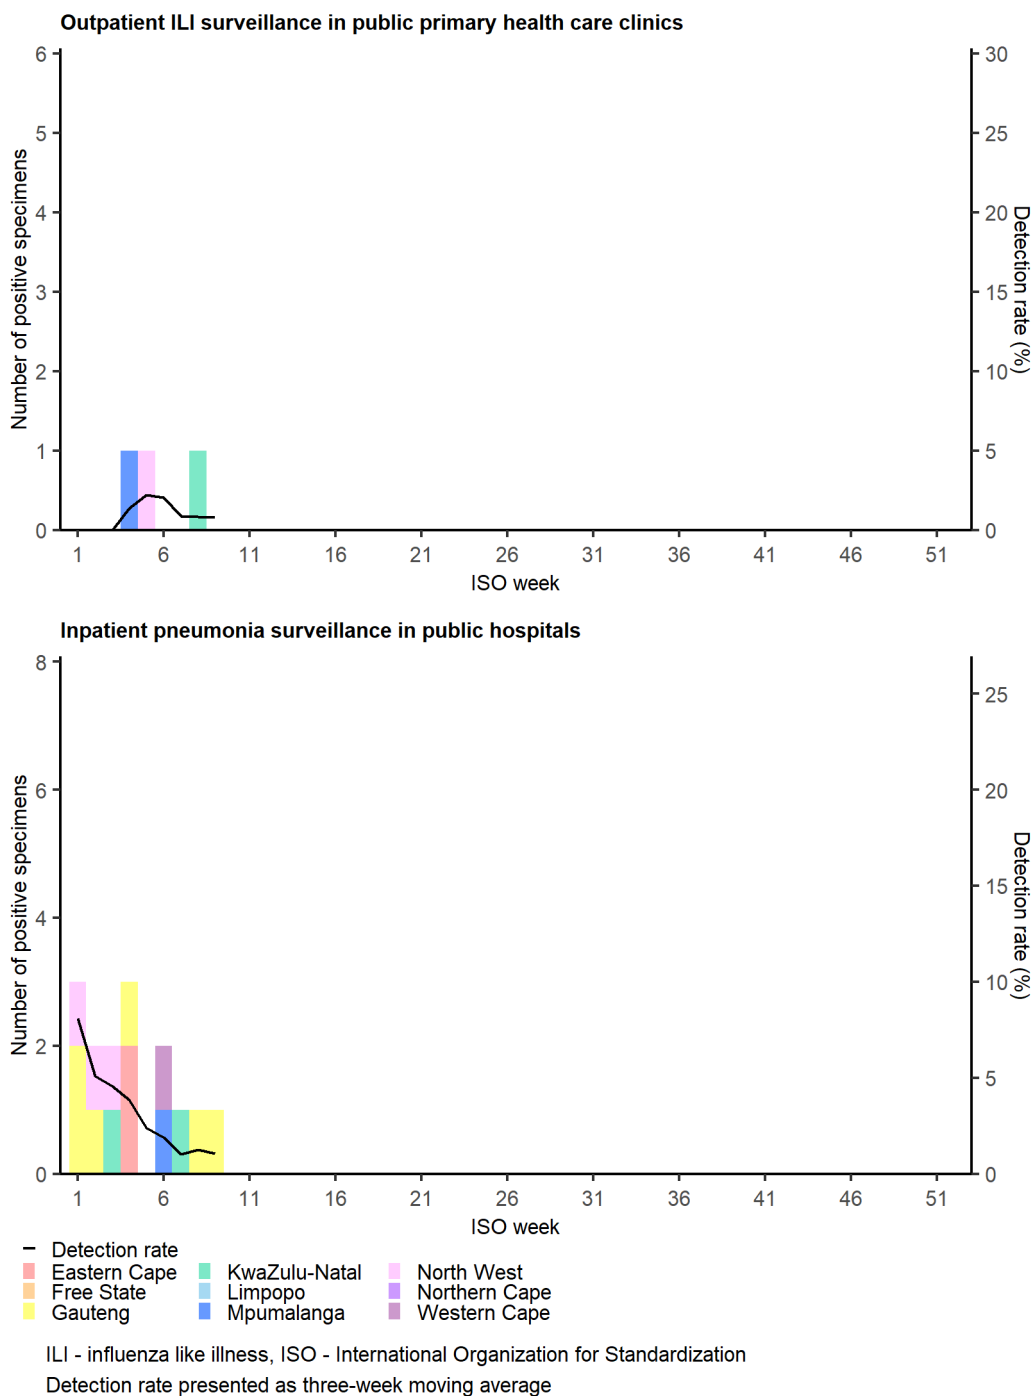 Outpatient ILI surveillance in public primary health care clinics
6
5
4
3
2
1
0
Number of positive specimens
30
25
20
15
10
5
0
Detection rate (%)
1 6 11 16 21 26 31 36 41 46 51
ISO week
Inpatient pneumonia surveillance in public hospitals
8
6
4
2
0
Number of positive specimens
25
20
15
10
5
0
Detection rate (%)
1 6 11 16 21 26 31 36 41 46 51
ISO week
Detection rate
Eastern Cape KwaZulu-Natal North West
Free State Limpopo Northern Cape
Gauteng Mpumalanga Western Cape
ILI - influenza like illness, ISO - International Organization for Standardization
Detection rate presented as three-week moving average